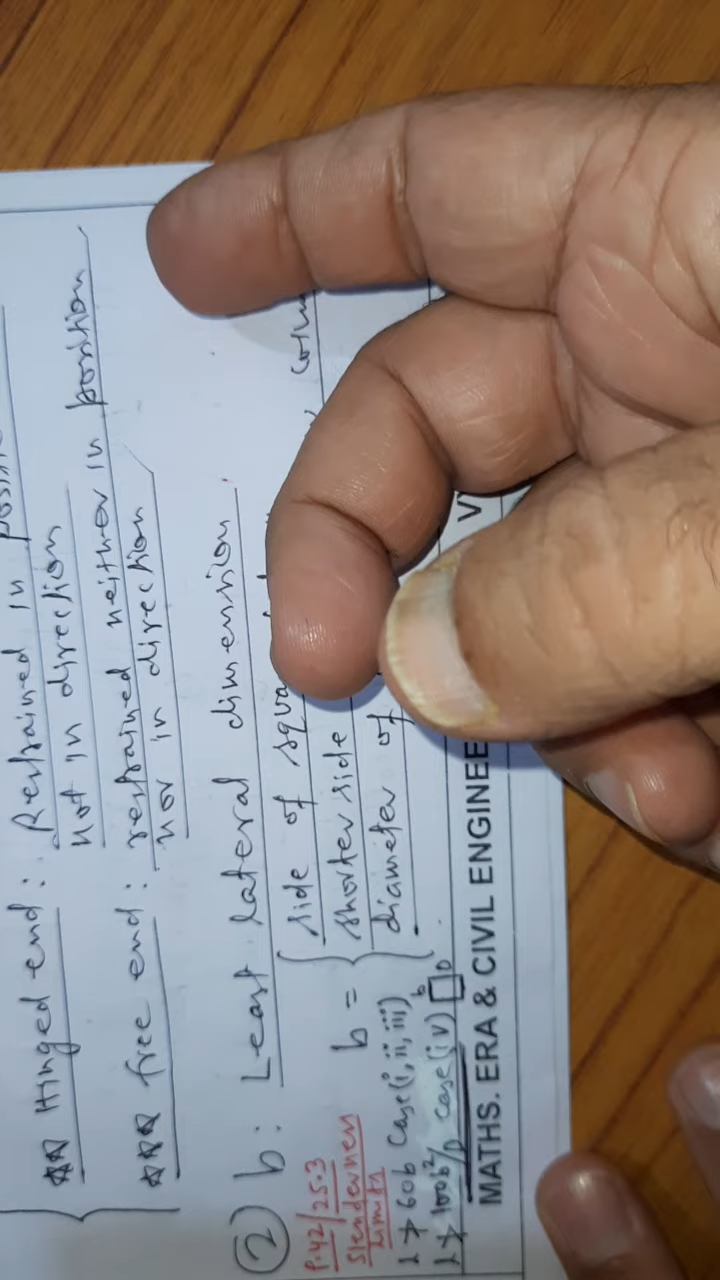 ** Hinged end : Restrained in
Not in direction
*** free end : restrained neither in position
nor in direction
② b : Least lateral dimension
side of
b = { shorter side
diameter of
P.42/25.3
Slenderness
Limits
l ≯ 60b Case (i, ii, iii)
l ≯ 100b²/D case (iv) b D
MATHS. ERA & CIVIL